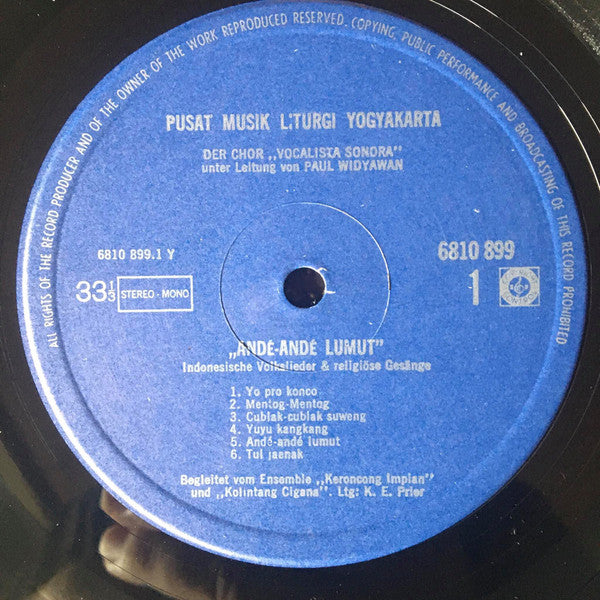 ALL RIGHTS OF THE RECORD PRODUCER AND OF THE OWNER OF THE WORK REPRODUCED RESERVED. COPYING, PUBLIC PERFORMANCE AND BROADCASTING OF THIS RECORD PROHIBITED
PUSAT MUSIK LITURGI YOGYAKARTA
DER CHOR „VOCALISTA SONORA"
unter Leitung von PAUL WIDYAWAN
6810 899.1 Y
6810 899
33⅓ STEREO - MONO
1
„ANDÉ-ANDÉ LUMUT"
Indonesische Volkslieder & religiöse Gesänge
1. Yo pro konco
2. Mentog-Mentog
3. Cublak-cublak suweng
4. Yuyu kangkang
5. Andé-andé lumut
6. Tul jaenak
Begleitet vom Ensemble „Keroncong Impian"
und „Kolintang Cigana". Ltg: K. E. Prier